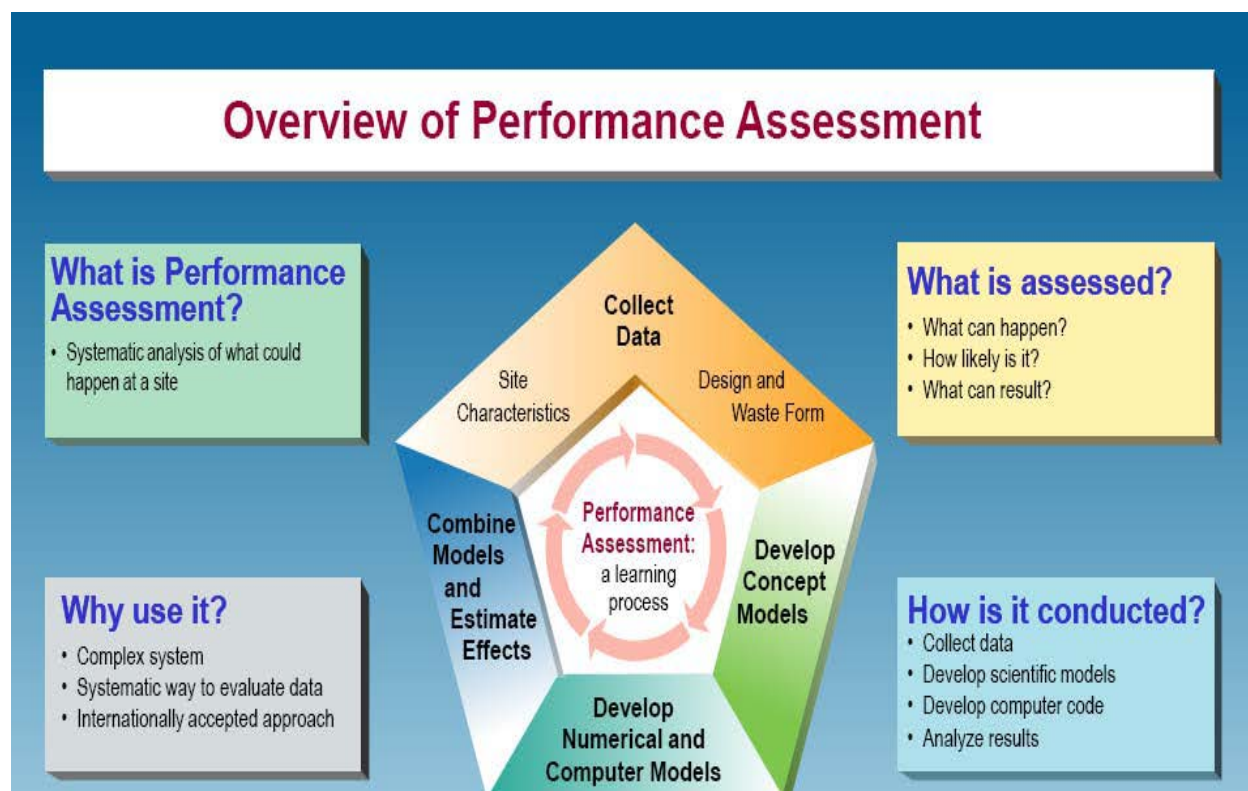 Overview of Performance Assessment
What is Performance
Assessment?
• Systematic analysis of what could
happen at a site
Collect
Data
Site
Characteristics
Design and
Waste Form
What is assessed?
• What can happen?
• How likely is it?
• What can result?
Combine
Models
and
Estimate
Effects
Performance
Assessment:
a learning
process
Develop
Concept
Models
Why use it?
• Complex system
• Systematic way to evaluate data
• Internationally accepted approach
Develop
Numerical and
Computer Models
How is it conducted?
• Collect data
• Develop scientific models
• Develop computer code
• Analyze results